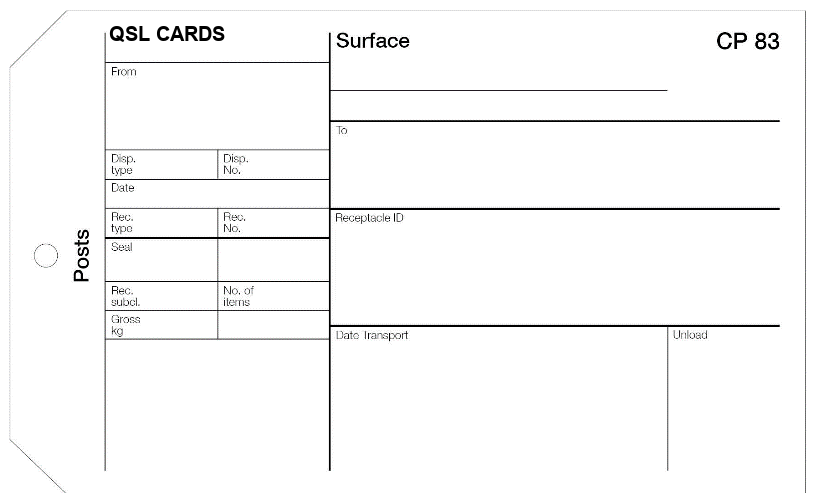 QSL CARDS
Surface
CP 83
From
To
Disp.
type
Disp.
No.
Date
Rec.
type
Rec.
No.
Receptacle ID
Posts
Seal
Rec.
subcl.
No. of
items
Gross
kg
Date Transport
Unload